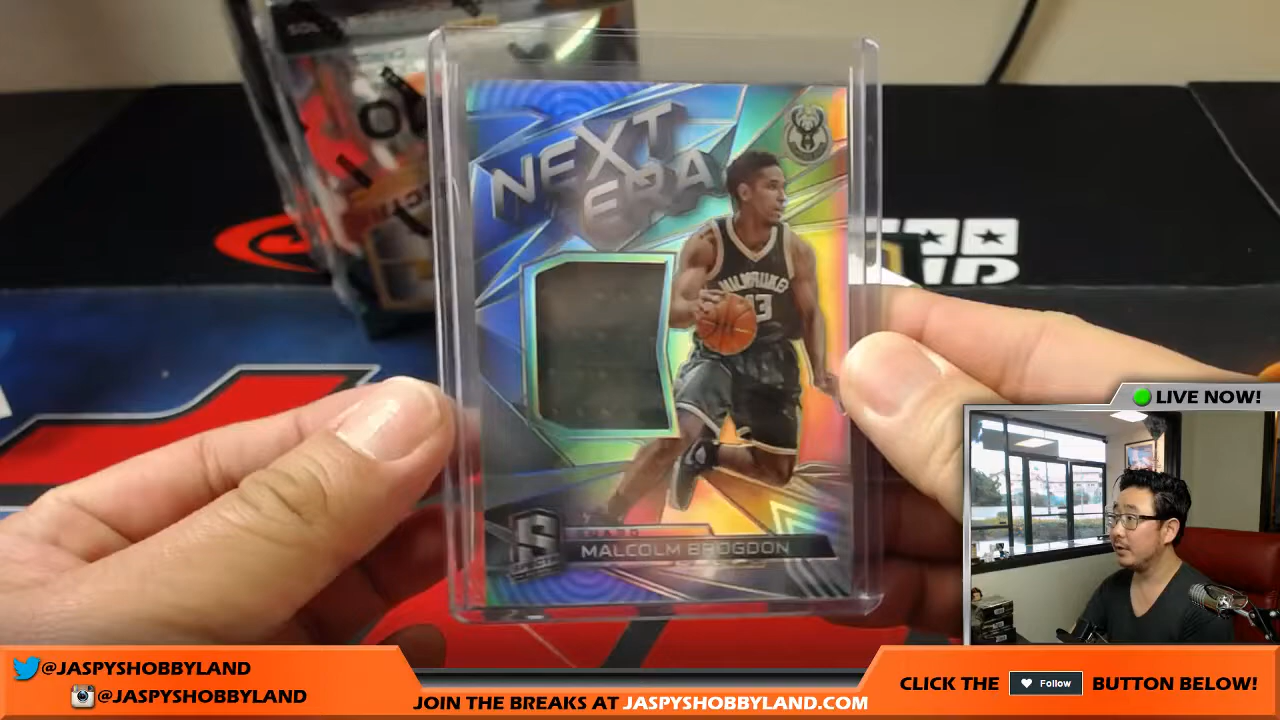 NEXT
ERA
MILWAUKEE
13
MALCOLM BROGDON
LIVE NOW!
@JASPYSHOBBYLAND
@JASPYSHOBBYLAND
JOIN THE BREAKS AT JASPYSHOBBYLAND.COM
CLICK THE Follow BUTTON BELOW!